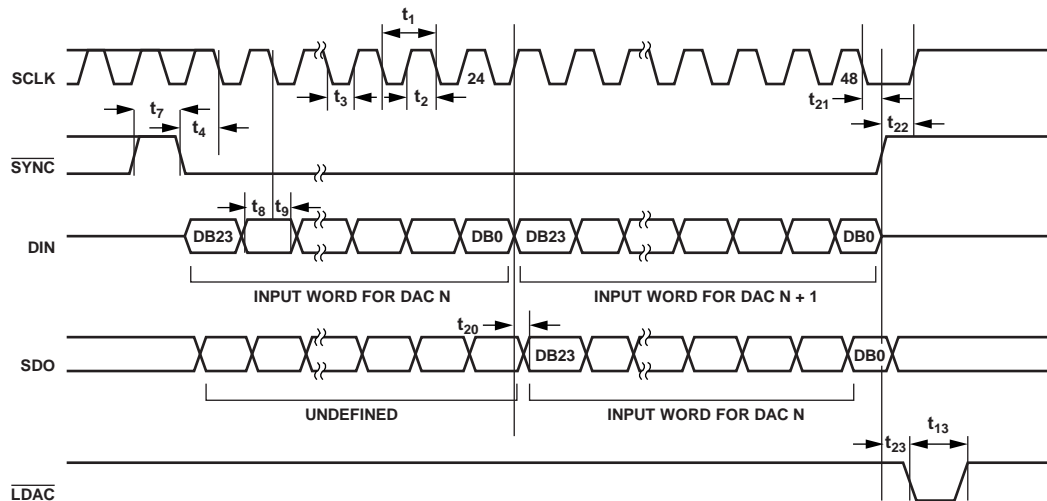 t1
SCLK
24
48
t3
t2
t21
t7
t4
t22
SYNC
t8
t9
DB23
DB0
DB23
DB0
DIN
INPUT WORD FOR DAC N
INPUT WORD FOR DAC N + 1
t20
DB23
DB0
SDO
UNDEFINED
INPUT WORD FOR DAC N
t23
t13
LDAC